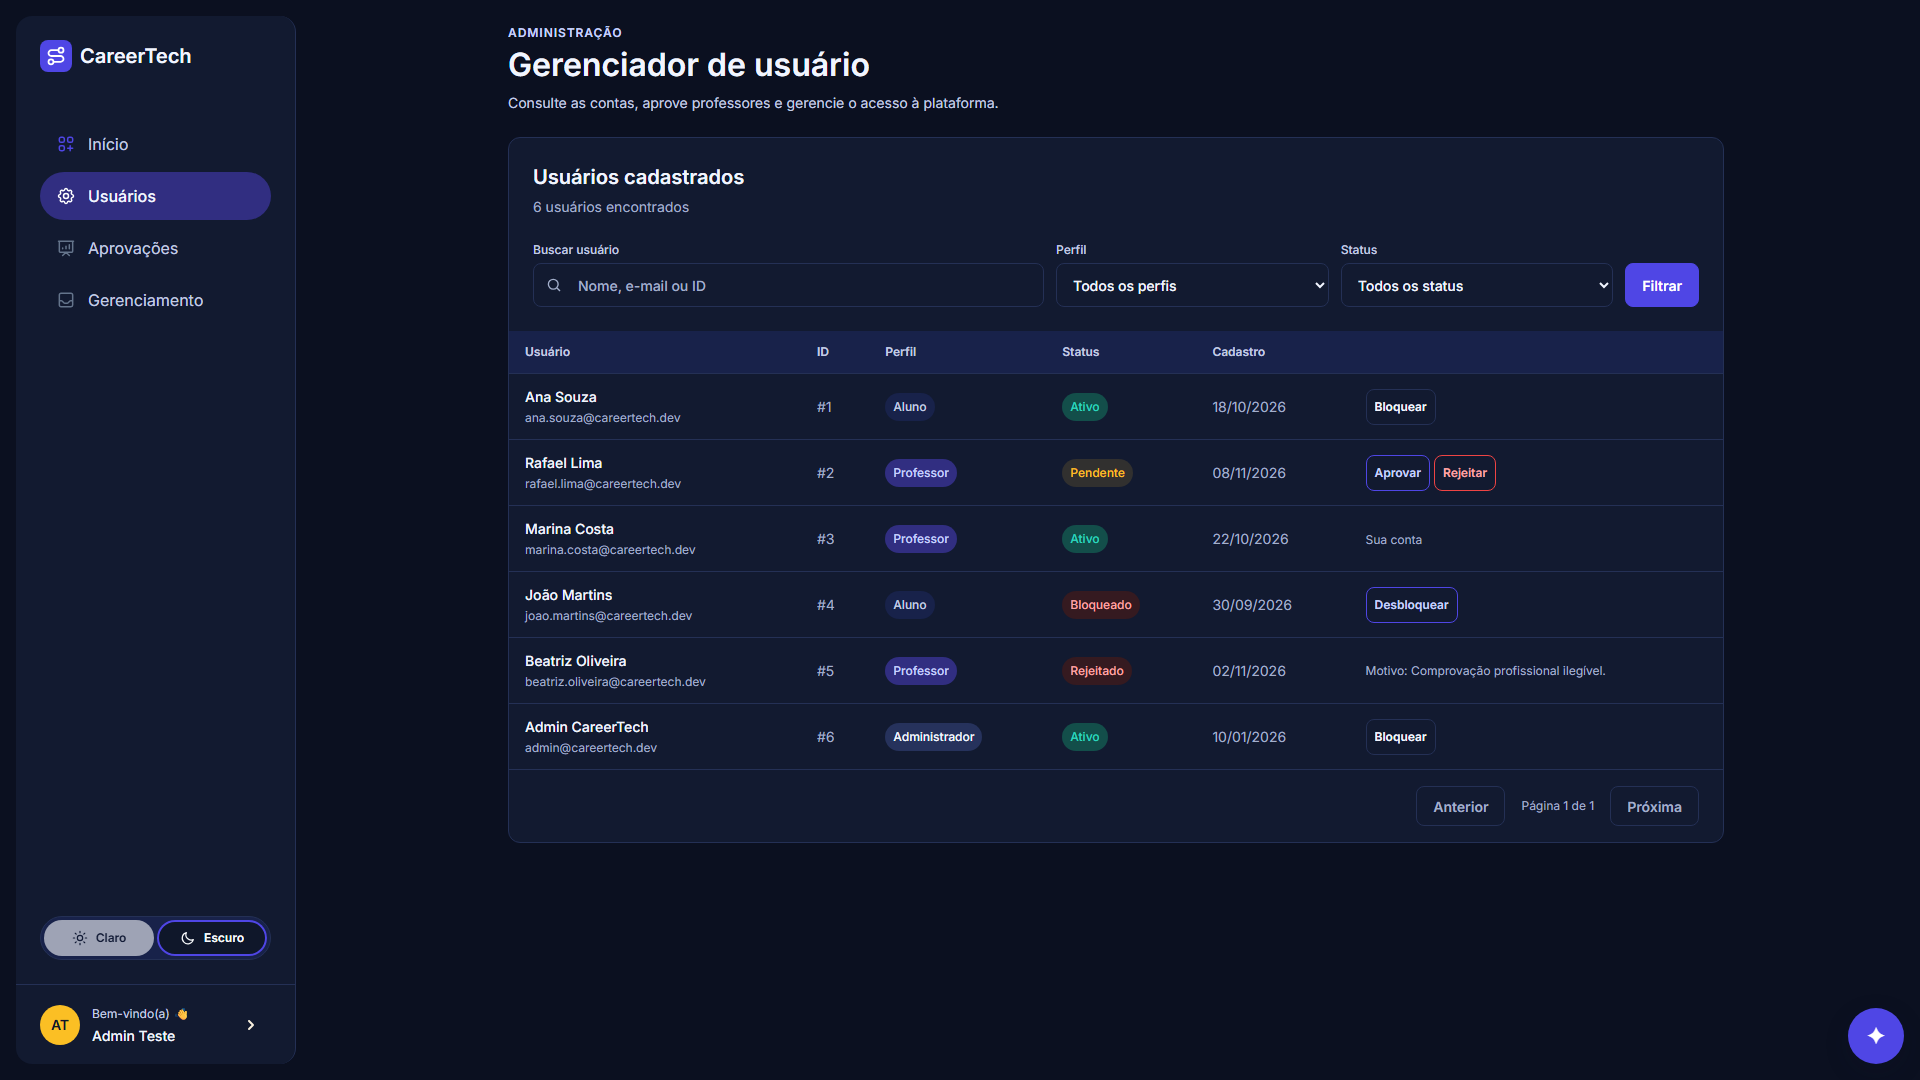 CareerTech
Início
Usuários
Aprovações
Gerenciamento
Claro
Escuro
AT
Bem-vindo(a) 👋
Admin Teste
ADMINISTRAÇÃO
Gerenciador de usuário
Consulte as contas, aprove professores e gerencie o acesso à plataforma.
Usuários cadastrados
6 usuários encontrados
Buscar usuário
Perfil
Status
Nome, e-mail ou ID
Todos os perfis
Todos os status
Filtrar
Usuário ID Perfil Status Cadastro
Ana Souza
ana.souza@careertech.dev
#1 Aluno Ativo 18/10/2026 Bloquear
Rafael Lima
rafael.lima@careertech.dev
#2 Professor Pendente 08/11/2026 Aprovar Rejeitar
Marina Costa
marina.costa@careertech.dev
#3 Professor Ativo 22/10/2026 Sua conta
João Martins
joao.martins@careertech.dev
#4 Aluno Bloqueado 30/09/2026 Desbloquear
Beatriz Oliveira
beatriz.oliveira@careertech.dev
#5 Professor Rejeitado 02/11/2026 Motivo: Comprovação profissional ilegível.
Admin CareerTech
admin@careertech.dev
#6 Administrador Ativo 10/01/2026 Bloquear
Anterior Página 1 de 1 Próxima